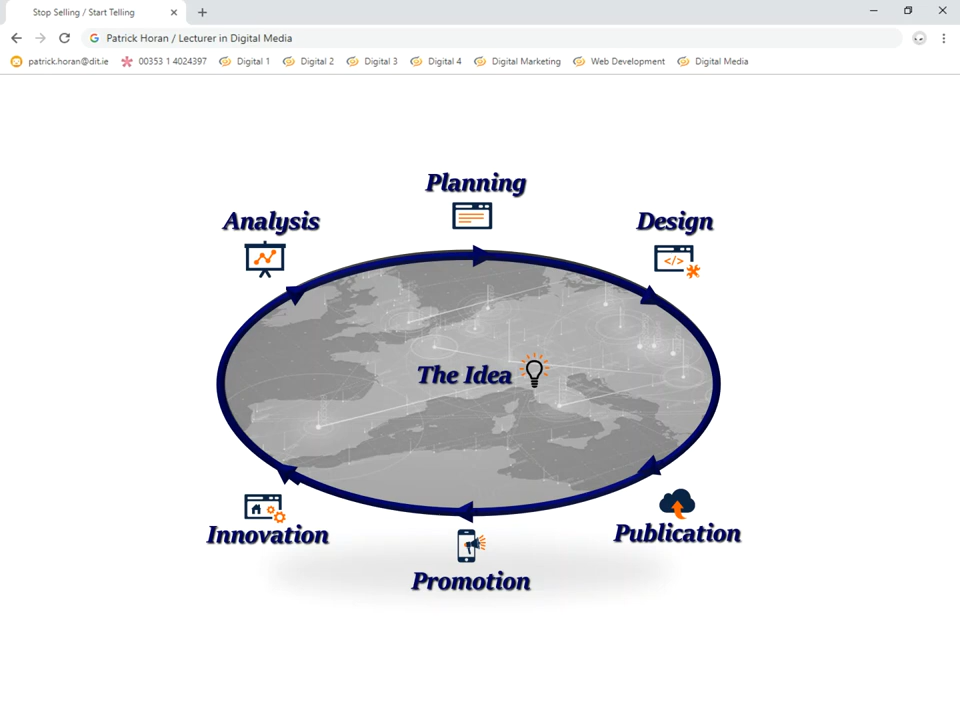 Stop Selling / Start Telling
Patrick Horan / Lecturer in Digital Media
patrick.horan@dit.ie 00353 1 4024397 Digital 1 Digital 2 Digital 3 Digital 4 Digital Marketing Web Development Digital Media
Planning
Analysis
Design
</>
The Idea
Innovation
Publication
Promotion